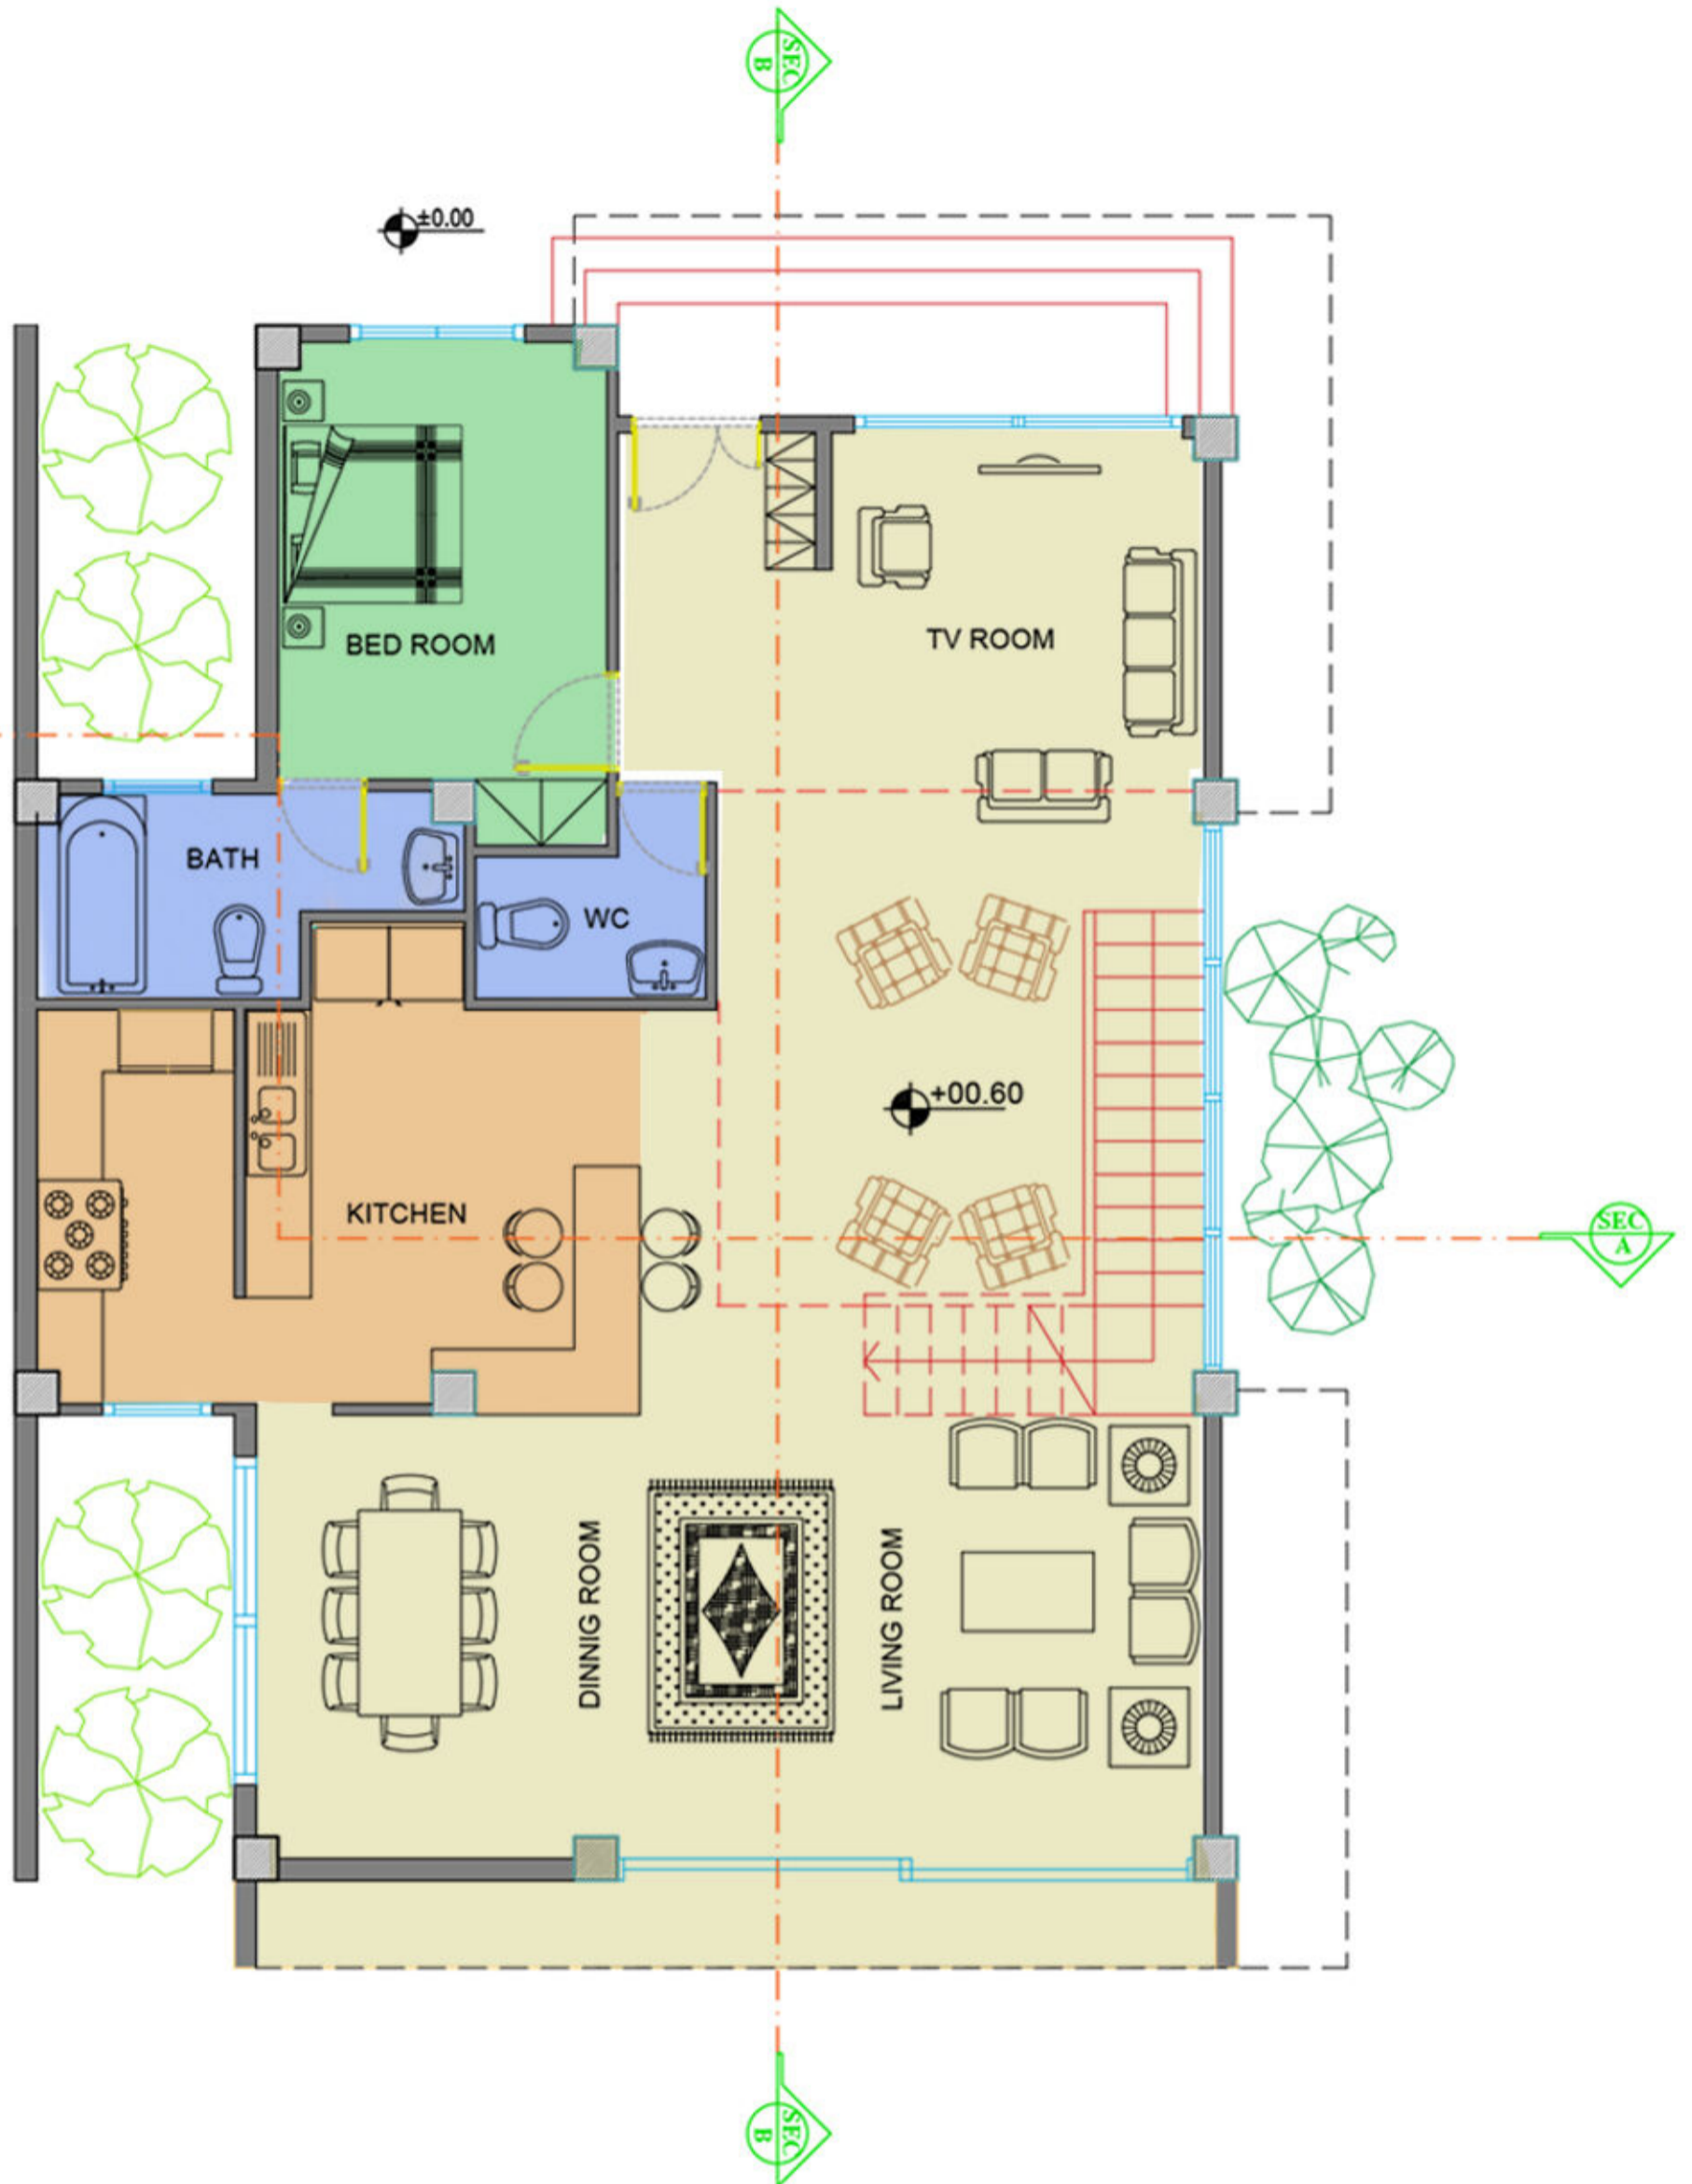 SEC
B
±0.00
BED ROOM
TV ROOM
BATH
WC
+00.60
KITCHEN
SEC
A
DINNIG ROOM
LIVING ROOM
SEC
B